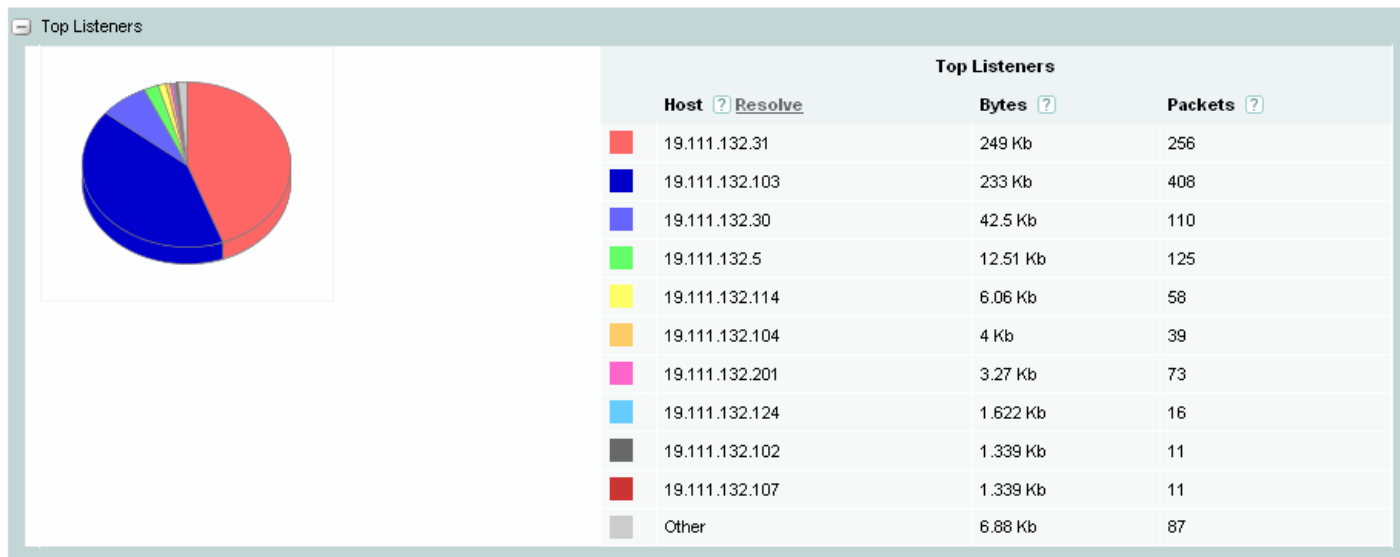 Top Listeners
Top Listeners
Host ? Resolve Bytes ? Packets ?
19.111.132.31 249 Kb 256
19.111.132.103 233 Kb 408
19.111.132.30 42.5 Kb 110
19.111.132.5 12.51 Kb 125
19.111.132.114 6.06 Kb 58
19.111.132.104 4 Kb 39
19.111.132.201 3.27 Kb 73
19.111.132.124 1.622 Kb 16
19.111.132.102 1.339 Kb 11
19.111.132.107 1.339 Kb 11
Other 6.88 Kb 87